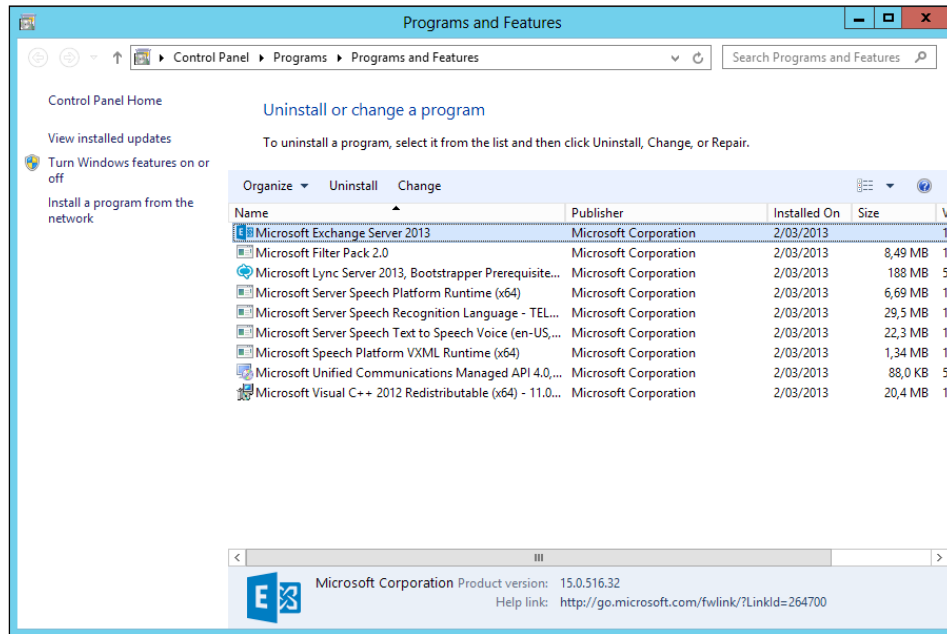 Programs and Features
Control Panel Programs Programs and Features
Search Programs and Features
Control Panel Home
View installed updates
Turn Windows features on or
off
Install a program from the
network
Uninstall or change a program
To uninstall a program, select it from the list and then click Uninstall, Change, or Repair.
Organize Uninstall Change
Name Publisher Installed On Size V
Microsoft Exchange Server 2013 Microsoft Corporation 2/03/2013 1
Microsoft Filter Pack 2.0 Microsoft Corporation 2/03/2013 8,49 MB 1
Microsoft Lync Server 2013, Bootstrapper Prerequisite... Microsoft Corporation 2/03/2013 188 MB 5
Microsoft Server Speech Platform Runtime (x64) Microsoft Corporation 2/03/2013 6,69 MB 1
Microsoft Server Speech Recognition Language - TEL... Microsoft Corporation 2/03/2013 29,5 MB 1
Microsoft Server Speech Text to Speech Voice (en-US,... Microsoft Corporation 2/03/2013 22,3 MB 1
Microsoft Speech Platform VXML Runtime (x64) Microsoft Corporation 2/03/2013 1,34 MB 1
Microsoft Unified Communications Managed API 4.0,... Microsoft Corporation 2/03/2013 88,0 KB 5
Microsoft Visual C++ 2012 Redistributable (x64) - 11.0... Microsoft Corporation 2/03/2013 20,4 MB 1
Microsoft Corporation Product version: 15.0.516.32
Help link: http://go.microsoft.com/fwlink/?LinkId=264700